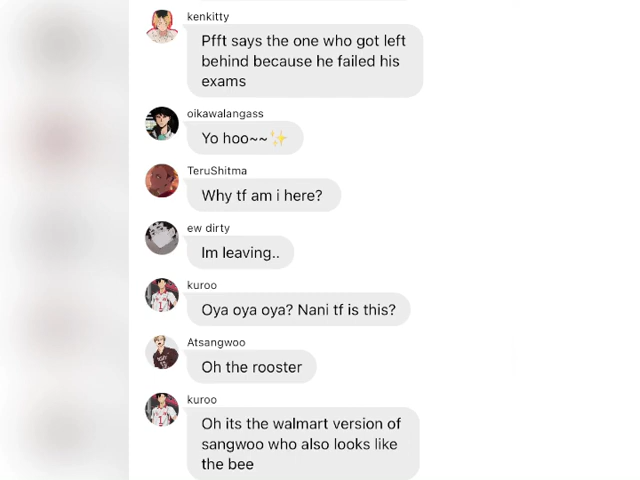 kenkitty
Pfft says the one who got left
behind because he failed his
exams
oikawalangass
Yo hoo~~✨
TeruShitma
Why tf am i here?
ew dirty
Im leaving..
kuroo
Oya oya oya? Nani tf is this?
Atsangwoo
Oh the rooster
kuroo
Oh its the walmart version of
sangwoo who also looks like
the bee